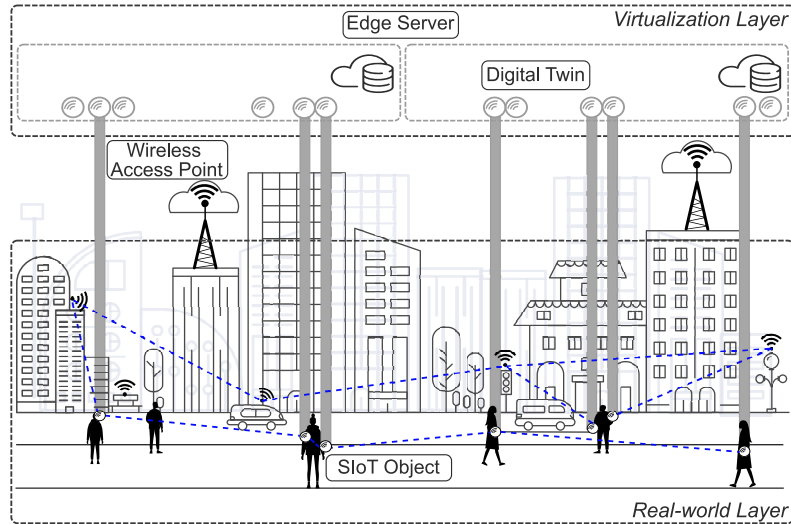 Virtualization Layer
Edge Server
Digital Twin
Wireless
Access Point
SIoT Object
Real-world Layer